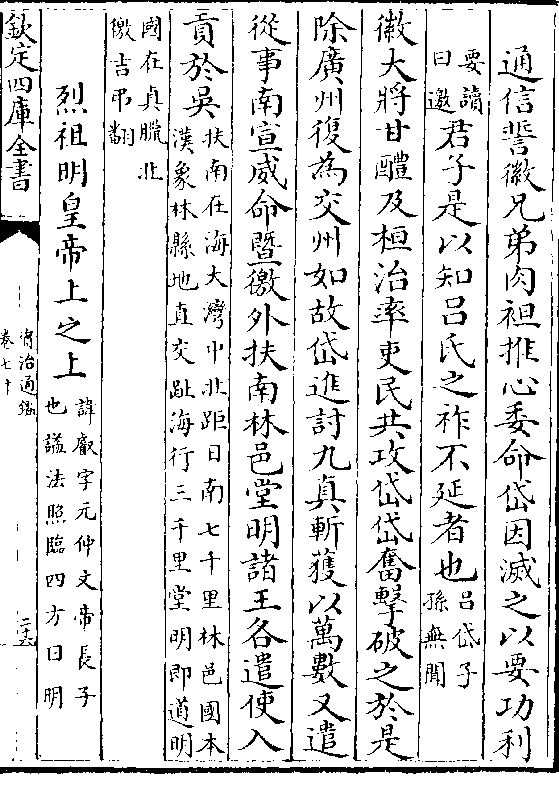 通信誓徽兄弟肉袒推心委命岱因滅之以要功利
要讀曰邀君子是以知呂氏之祚不延者也呂岱子孫無聞
徽大將甘醴及桓治率吏民共攻岱岱奮擊破之於是
除廣州復為交州如故岱進討九真斬獲以萬數又遣
從事南宣威命暨徼外扶南林邑堂明諸王各遣使入
貢於吳扶南在海大灣中北距日南七千里林邑國本漢象林縣地直交趾海行三千里堂明即道明
國在真臘北徼吉弔翻
烈祖明皇帝上之上諱叡字元仲文帝長子也諡法照臨四方曰明
欽定四庫全書
資治通鑑
卷七十
二六